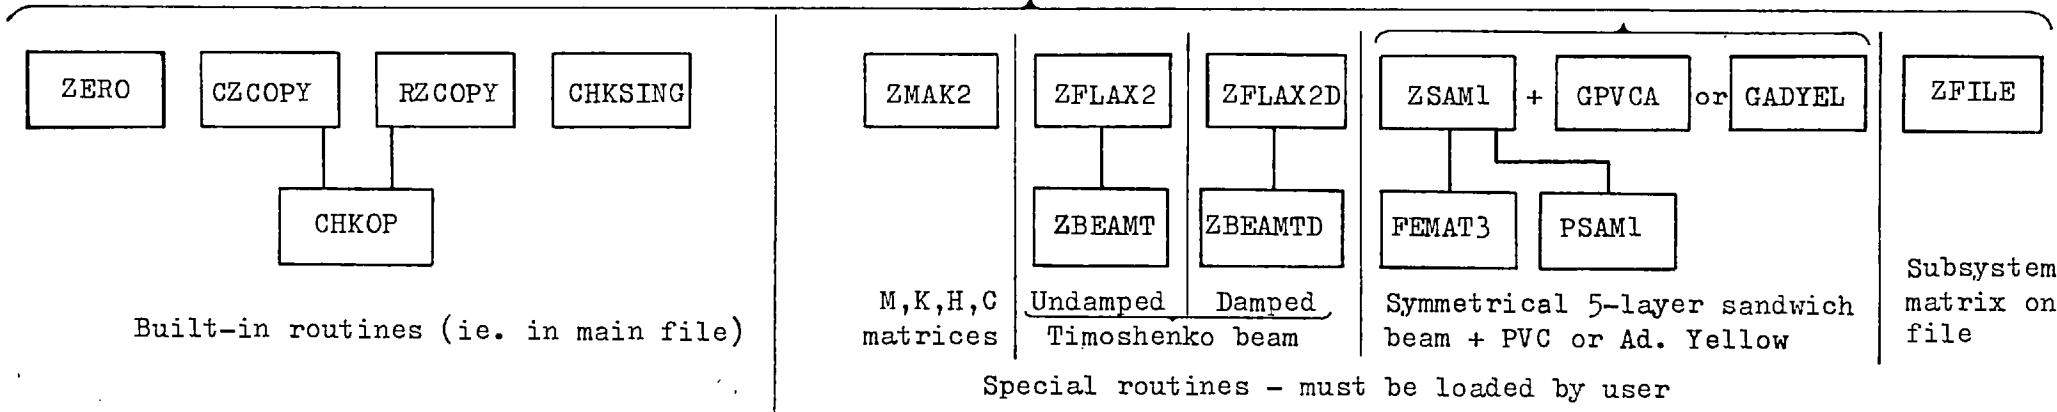 ZERO CZCOPY RZCOPY CHKSING ZMAK2 ZFLAX2 ZFLAX2D ZSAM1 + GPVCA or GADYEL ZFILE
CHKOP ZBEAMT ZBEAMTD FEMAT3 PSAM1
Built-in routines (ie. in main file)
M,K,H,C
matrices
Undamped Damped
Timoshenko beam
Symmetrical 5-layer sandwich
beam + PVC or Ad. Yellow
Subsystem
matrix on
file
Special routines - must be loaded by user